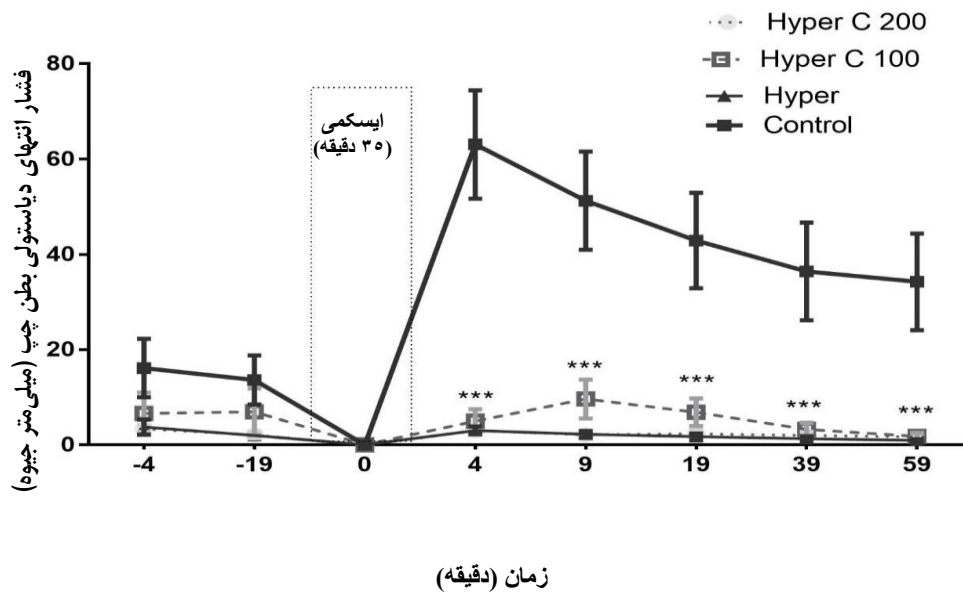 Hyper C 200
Hyper C 100
Hyper
Control
فشار انتهای دیاستولی بطن چپ (میلی‌متر جیوه)
80
60
40
20
0
ایسکمی
(۳۵ دقیقه)
***
***
***
***
***
-4
-19
0
4
9
19
39
59
زمان (دقیقه)